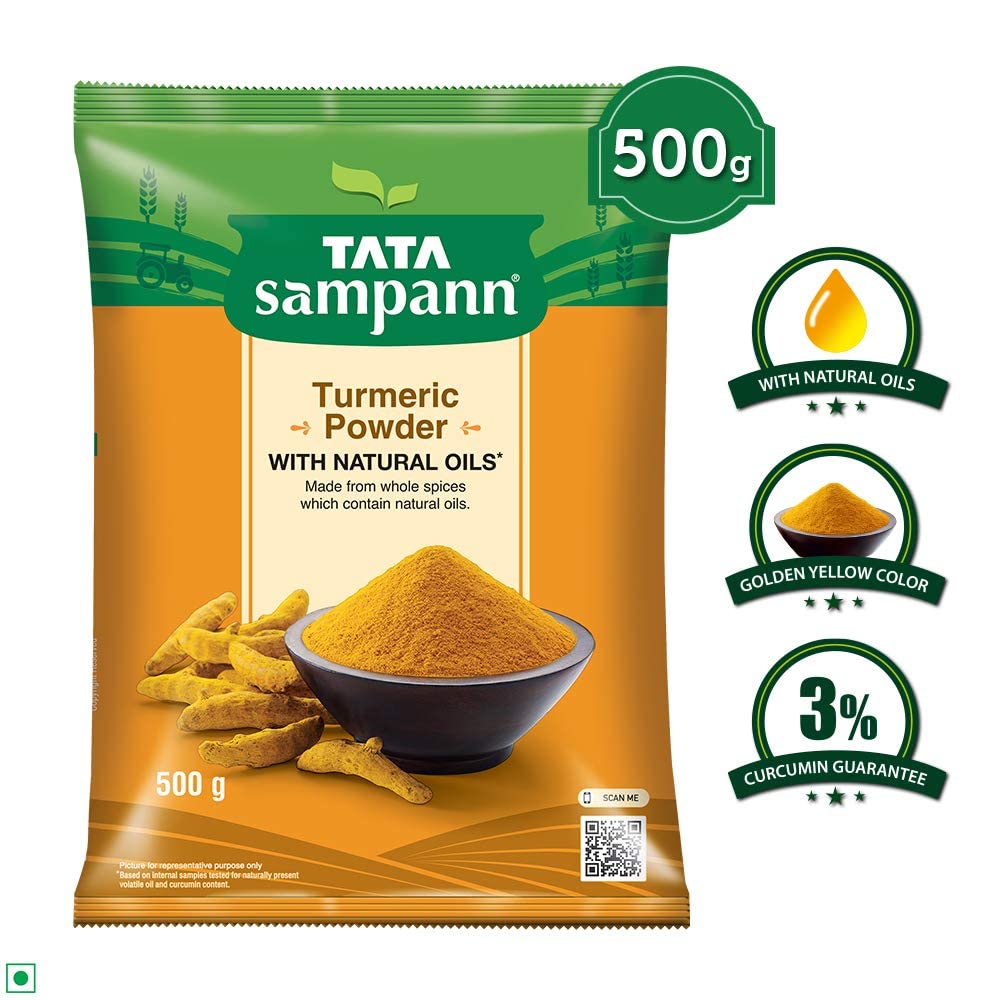 500g
TATA
sampann®
Turmeric
Powder
WITH NATURAL OILS*
Made from whole spices
which contain natural oils.
500 g
SCAN ME
Picture for representative purpose only
*Based on internal samples tested for naturally present
volatile oil and curcumin content.
WITH NATURAL OILS
GOLDEN YELLOW COLOR
3%
CURCUMIN GUARANTEE